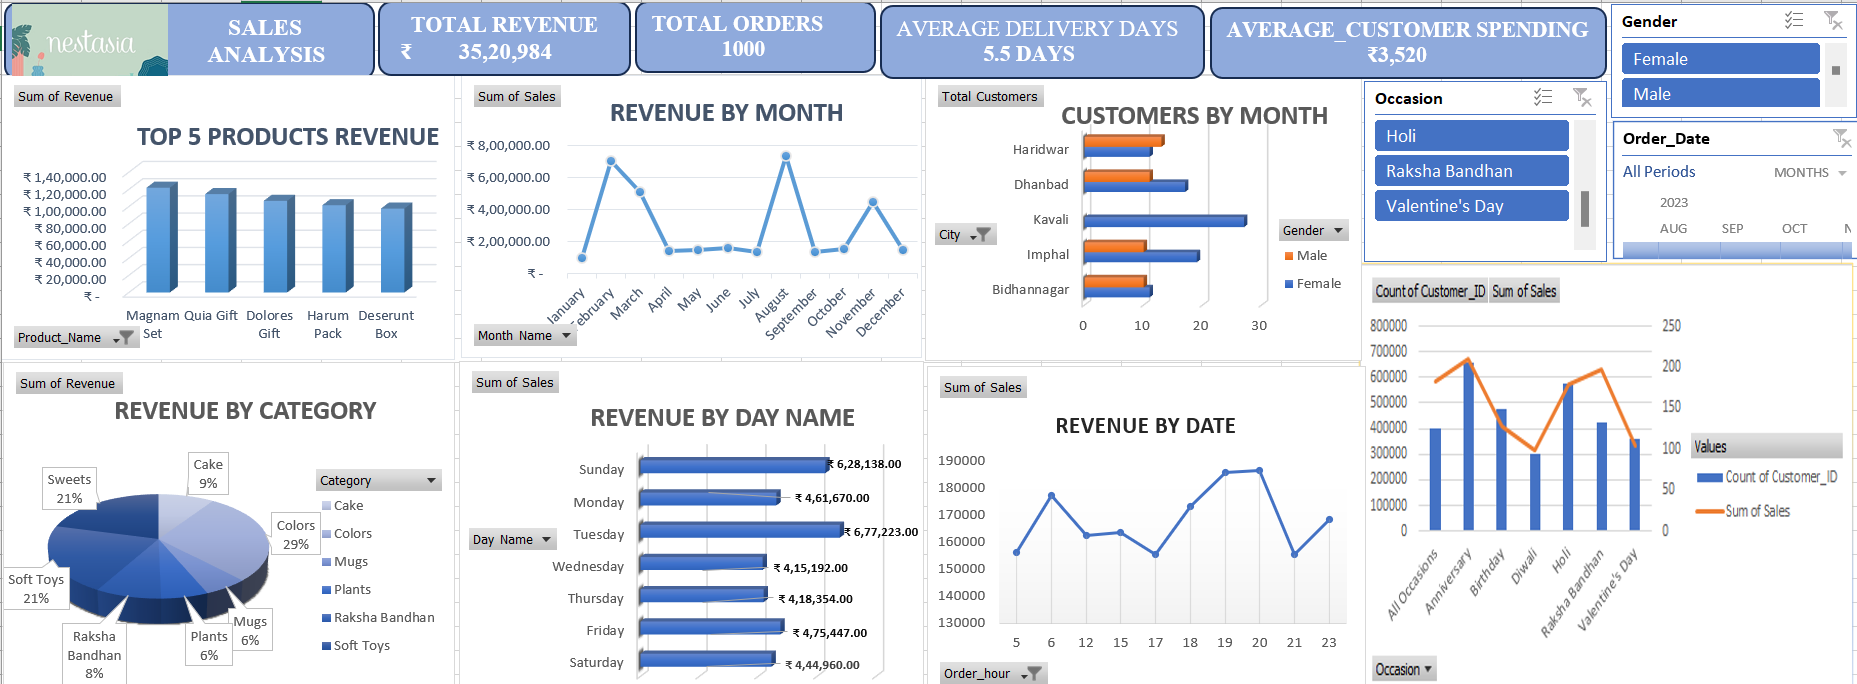 nestasia
SALES
ANALYSIS
TOTAL REVENUE
₹ 35,20,984
TOTAL ORDERS
1000
AVERAGE DELIVERY DAYS
5.5 DAYS
AVERAGE_CUSTOMER SPENDING
₹3,520
Gender
Female
Male
Occasion
Holi
Raksha Bandhan
Valentine's Day
Order_Date
All Periods
MONTHS
2023
AUG SEP OCT N
Sum of Revenue
TOP 5 PRODUCTS REVENUE
₹ 1,40,000.00
₹ 1,20,000.00
₹ 1,00,000.00
₹ 80,000.00
₹ 60,000.00
₹ 40,000.00
₹ 20,000.00
₹ -
Magnam Quia Gift Dolores Harum Deserunt
Set Gift Pack Box
Product_Name
Sum of Sales
REVENUE BY MONTH
₹ 8,00,000.00
₹ 6,00,000.00
₹ 4,00,000.00
₹ 2,00,000.00
₹ -
January
February
March
April
May
June
July
August
September
October
November
December
Month Name
Total Customers
CUSTOMERS BY MONTH
Haridwar
Dhanbad
Kavali
Imphal
Bidhannagar
0 10 20 30
City
Gender
Male
Female
Sum of Revenue
REVENUE BY CATEGORY
Cake
9%
Colors
29%
Mugs
6%
Plants
6%
Raksha
Bandhan
8%
Soft Toys
21%
Sweets
21%
Category
Cake
Colors
Mugs
Plants
Raksha Bandhan
Soft Toys
Sum of Sales
REVENUE BY DAY NAME
Sunday ₹ 6,28,138.00
Monday ₹ 4,61,670.00
Tuesday ₹ 6,77,223.00
Wednesday ₹ 4,15,192.00
Thursday ₹ 4,18,354.00
Friday ₹ 4,75,447.00
Saturday ₹ 4,44,960.00
Day Name
Sum of Sales
REVENUE BY DATE
190000
180000
170000
160000
150000
140000
130000
5 6 12 15 17 18 19 20 21 23
Order_hour
Count of Customer_ID Sum of Sales
800000
700000
600000
500000
400000
300000
200000
100000
0
250
200
150
100
50
0
All Occasions
Anniversary
Birthday
Diwali
Holi
Raksha Bandhan
Valentine's Day
Values
Count of Customer_ID
Sum of Sales
Occasion